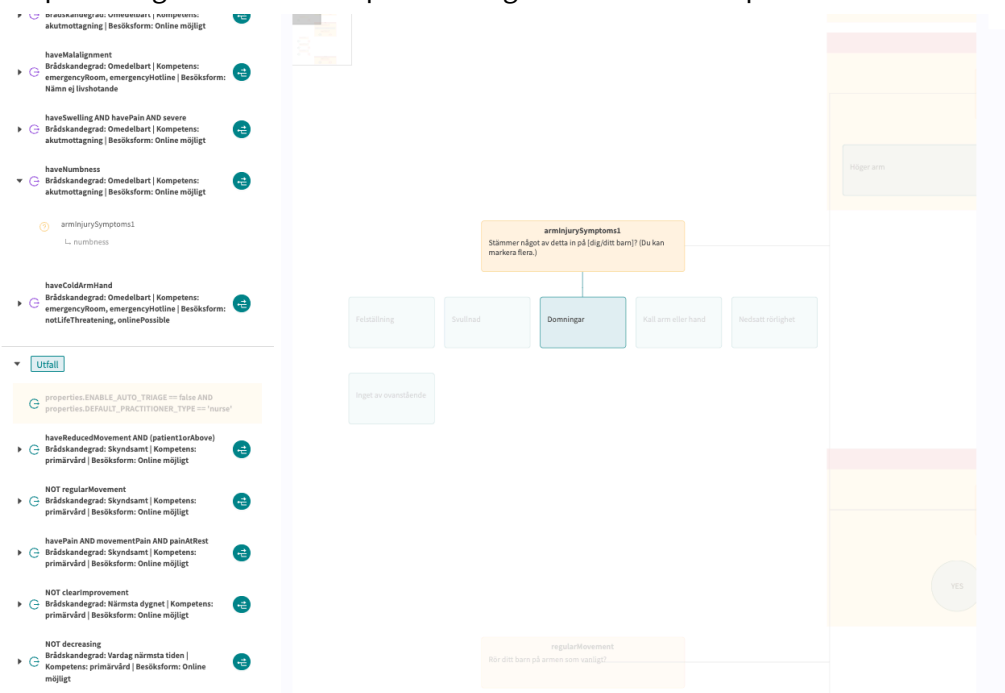 Brådskandegrad: Omedelbart | Kompetens:
akutmottagning | Besöksform: Online möjligt
haveMalalignment
Brådskandegrad: Omedelbart | Kompetens:
emergencyRoom, emergencyHotline | Besöksform:
Nämn ej livshotande
haveSwelling AND havePain AND severe
Brådskandegrad: Omedelbart | Kompetens:
akutmottagning | Besöksform: Online möjligt
haveNumbness
Brådskandegrad: Omedelbart | Kompetens:
akutmottagning | Besöksform: Online möjligt
armInjurySymptoms1
numbness
haveColdArmHand
Brådskandegrad: Omedelbart | Kompetens:
emergencyRoom, emergencyHotline | Besöksform:
notLifeThreatening, onlinePossible
Utfall
properties.ENABLE_AUTO_TRIAGE == false AND
properties.DEFAULT_PRACTITIONER_TYPE == 'nurse'
haveReducedMovement AND (patient1orAbove)
Brådskandegrad: Skyndsamt | Kompetens:
primärvård | Besöksform: Online möjligt
NOT regularMovement
Brådskandegrad: Skyndsamt | Kompetens:
primärvård | Besöksform: Online möjligt
havePain AND movementPain AND painAtRest
Brådskandegrad: Skyndsamt | Kompetens:
primärvård | Besöksform: Online möjligt
NOT clearImprovement
Brådskandegrad: Närmsta dygnet | Kompetens:
primärvård | Besöksform: Online möjligt
NOT decreasing
Brådskandegrad: Vardag närmsta tiden |
Kompetens: primärvård | Besöksform: Online
möjligt
Höger arm
armInjurySymptoms1
Stämmer något av detta in på [dig/ditt barn]? (Du kan
markera flera.)
Felställning
Svullnad
Domningar
Kall arm eller hand
Nedsatt rörlighet
Inget av ovanstående
YES
regularMovement
Rör ditt barn på armen som vanligt?